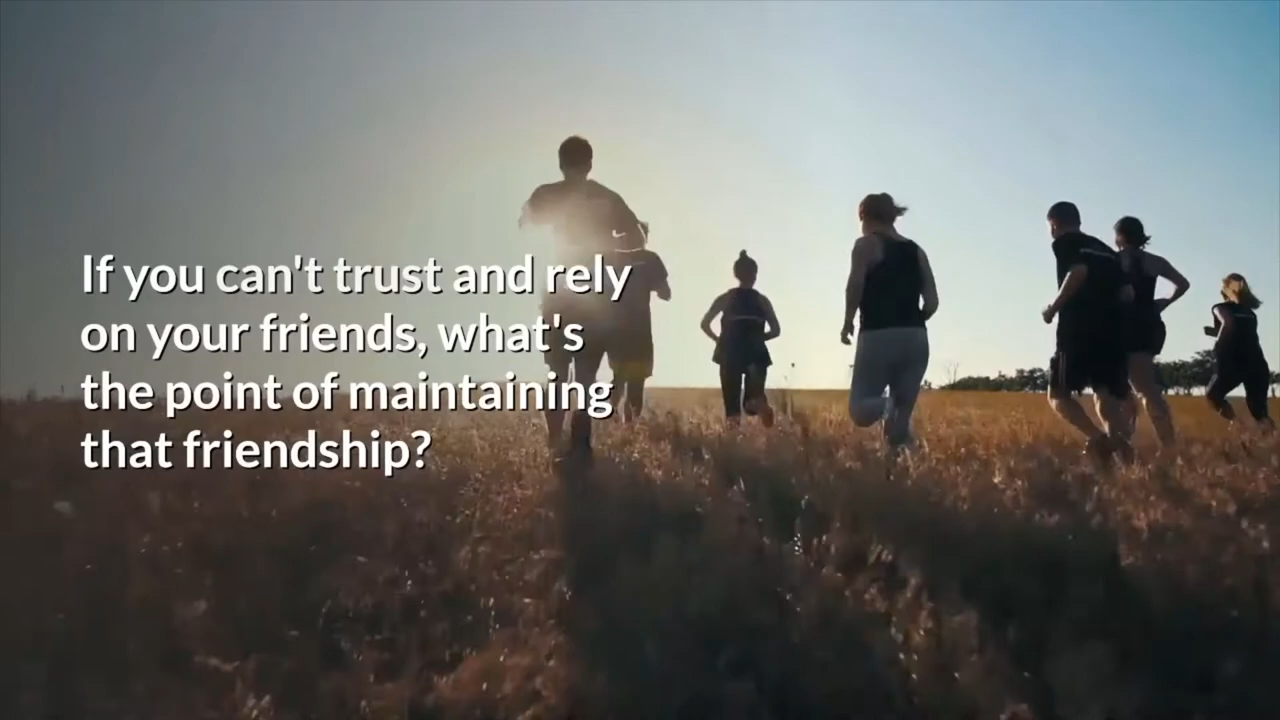 If you can't trust and rely
on your friends, what's
the point of maintaining
that friendship?